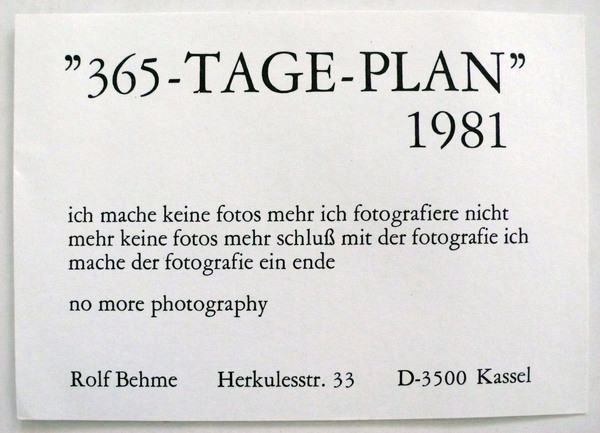 ”365-TAGE-PLAN”
1981
ich mache keine fotos mehr ich fotografiere nicht
mehr keine fotos mehr schluß mit der fotografie ich
mache der fotografie ein ende
no more photography
Rolf Behme Herkulesstr. 33 D-3500 Kassel